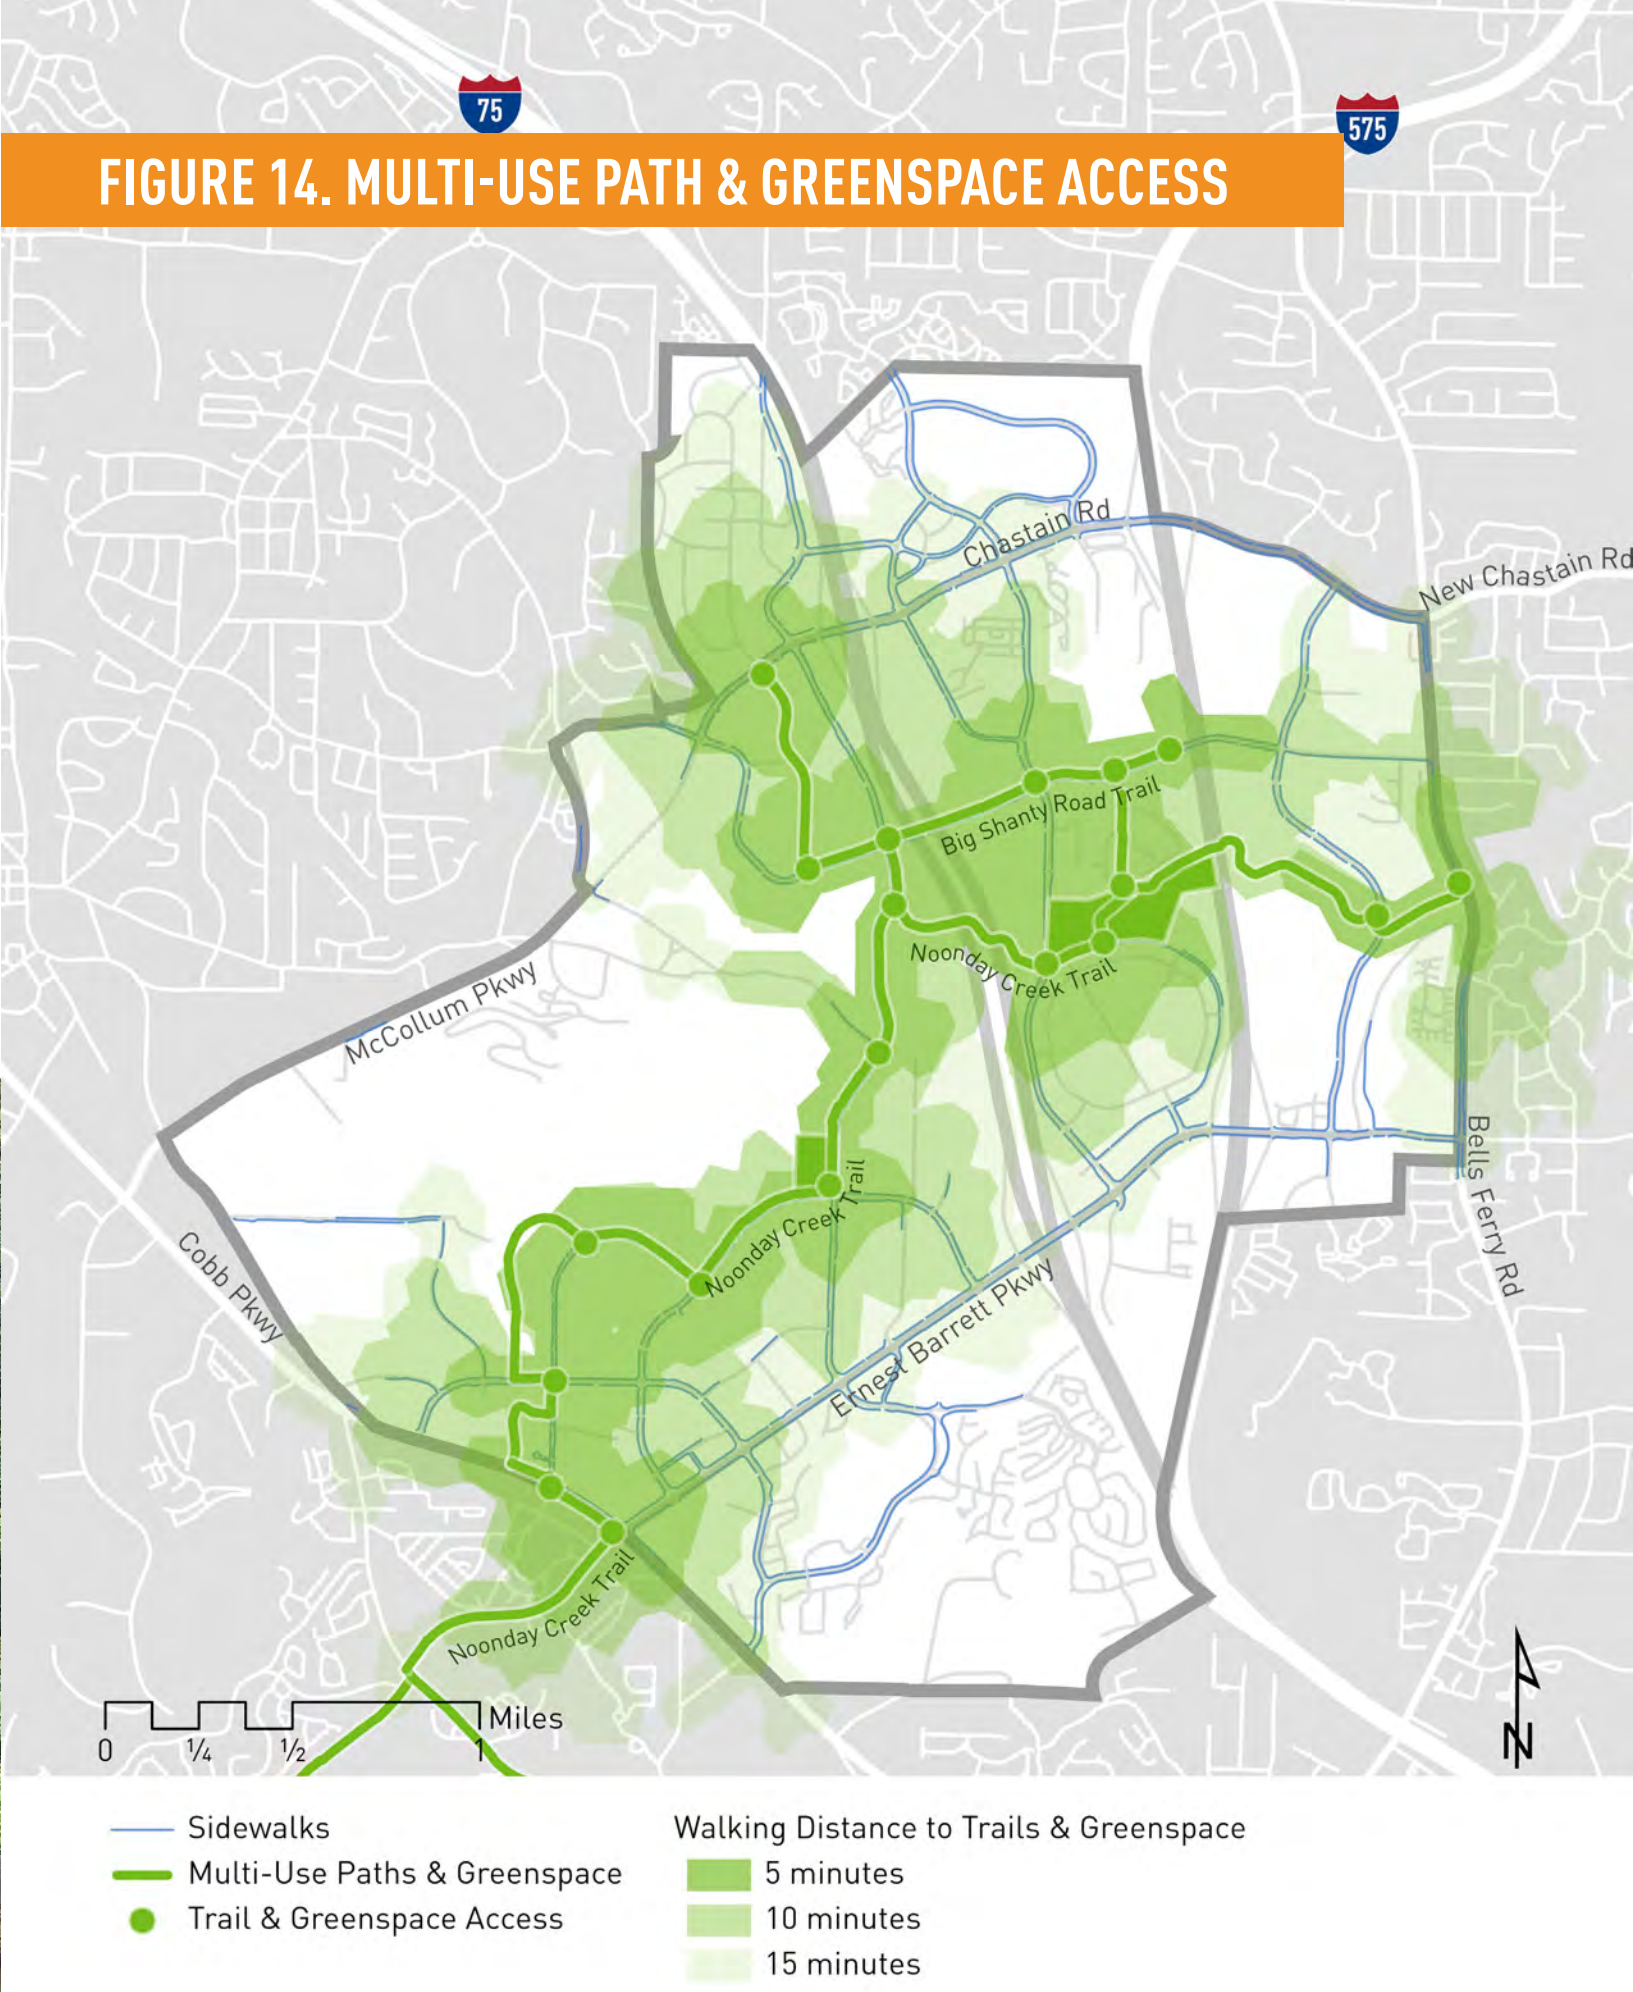 75
575
FIGURE 14. MULTI-USE PATH & GREENSPACE ACCESS
Chastain Rd
New Chastain Rd
Big Shanty Road Trail
Noonday Creek Trail
McCollum Pkwy
Bells Ferry Rd
Noonday Creek Trail
Cobb Pkwy
Ernest Barrett Pkwy
Noonday Creek Trail
Miles
0 ¼ ½ 1
N
Sidewalks
Multi-Use Paths & Greenspace
Trail & Greenspace Access
Walking Distance to Trails & Greenspace
5 minutes
10 minutes
15 minutes